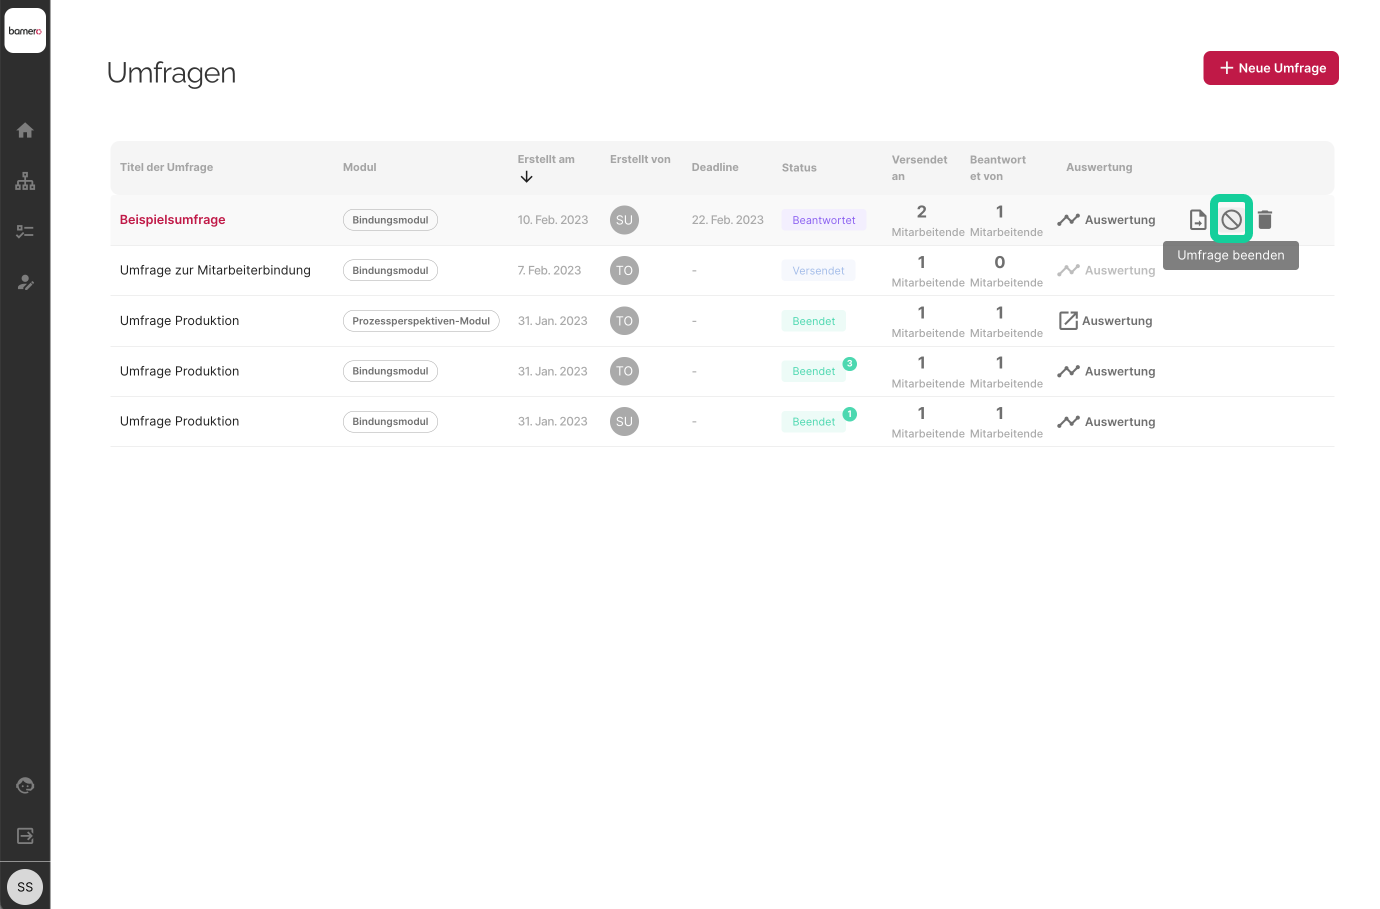 bamero
Umfragen
Neue Umfrage
Titel der Umfrage Modul Erstellt am Erstellt von Deadline Status Versendet an Beantwort et von Auswertung
Beispielsumfrage Bindungsmodul 10. Feb. 2023 SU 22. Feb. 2023 Beantwortet 2 Mitarbeitende 1 Mitarbeitende Auswertung
Umfrage beenden
Umfrage zur Mitarbeiterbindung Bindungsmodul 7. Feb. 2023 TO - Versendet 1 Mitarbeitende 0 Mitarbeitende Auswertung
Umfrage Produktion Prozessperspektiven-Modul 31. Jan. 2023 TO - Beendet 1 Mitarbeitende 1 Mitarbeitende Auswertung
Umfrage Produktion Bindungsmodul 31. Jan. 2023 TO - Beendet 3 1 Mitarbeitende 1 Mitarbeitende Auswertung
Umfrage Produktion Bindungsmodul 31. Jan. 2023 SU - Beendet 1 1 Mitarbeitende 1 Mitarbeitende Auswertung
SS